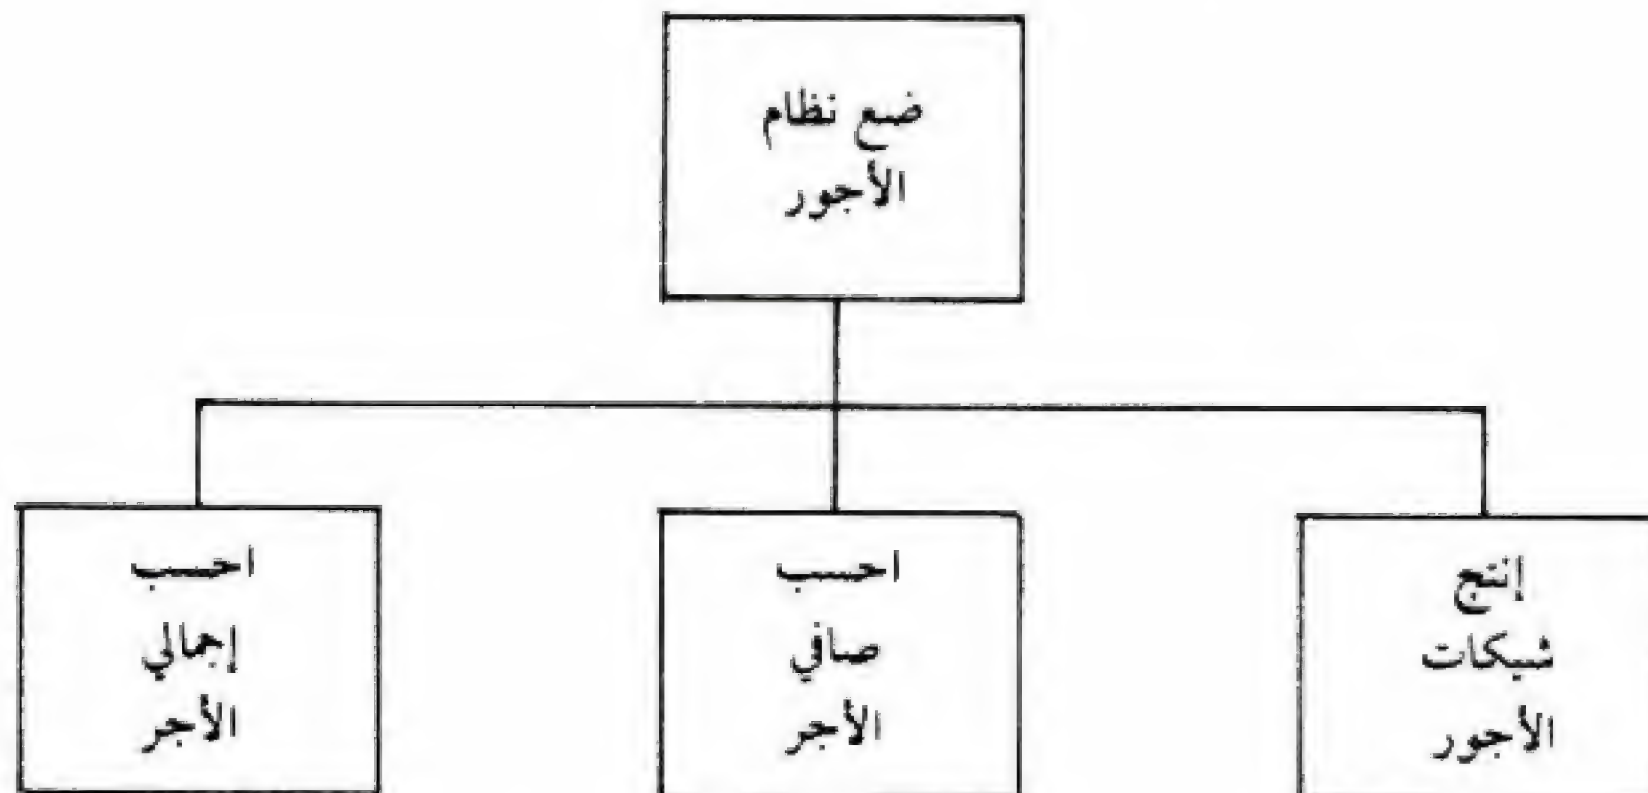 ضع نظام
الأجور
إنتج
شيكات
الأجور
احسب
صافي
الأجر
احسب
إجمالي
الأجر